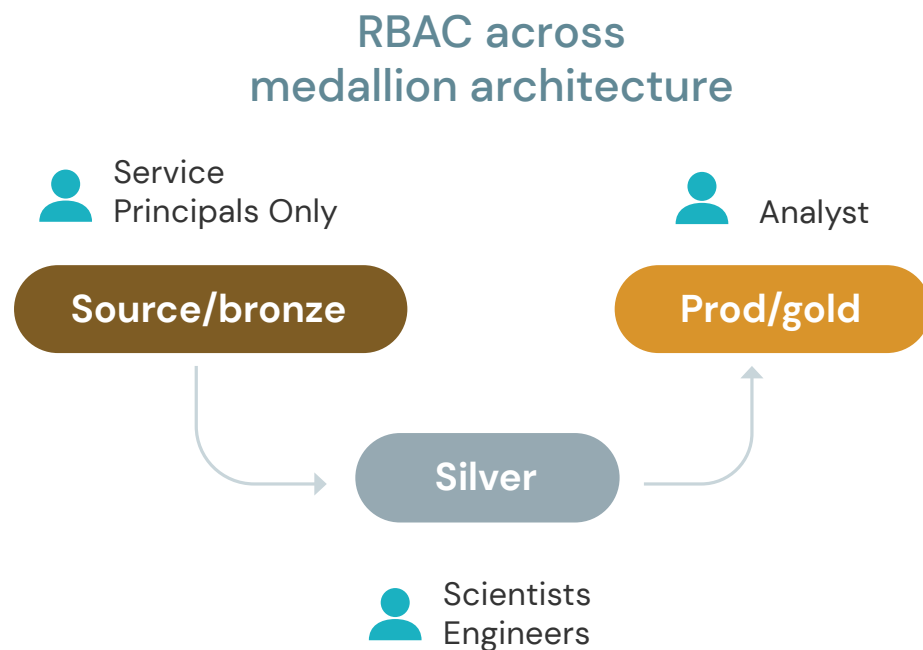 RBAC across
medallion architecture
Service
Principals Only
Analyst
Source/bronze
Prod/gold
Silver
Scientists
Engineers